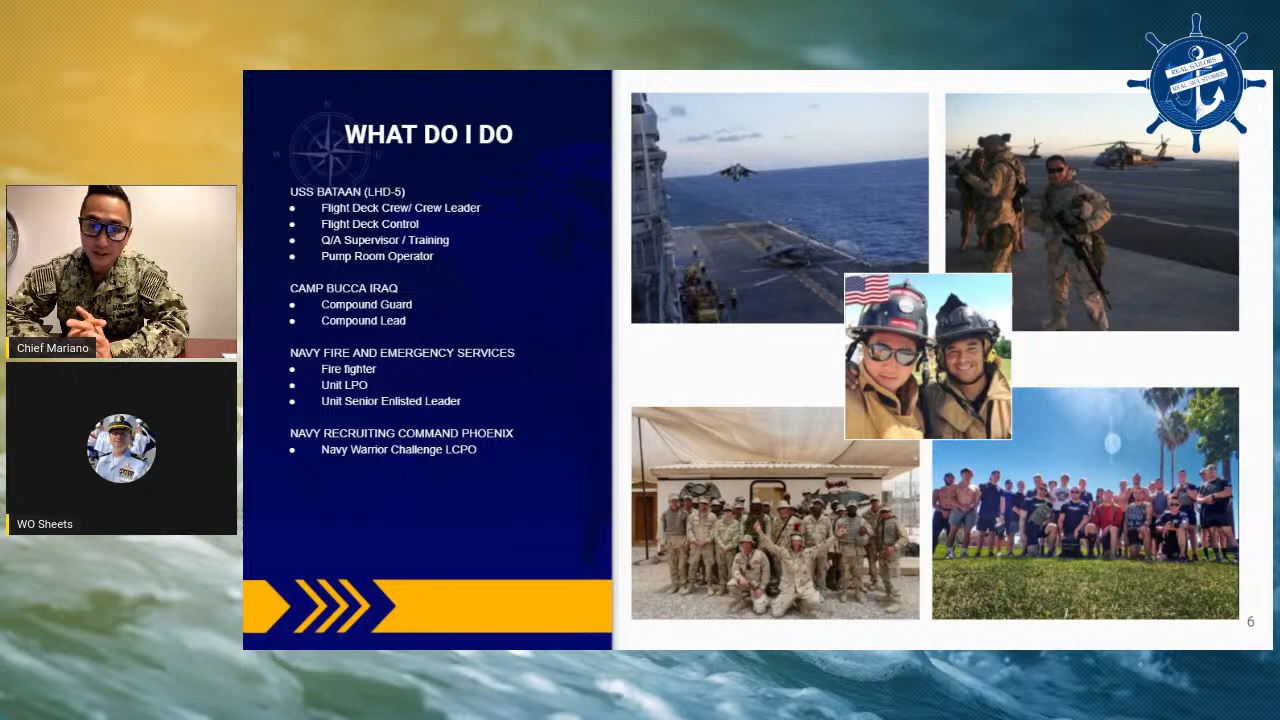 REAL SAILORS
REAL SEA STORIES
WHAT DO I DO
N
W
E
USS BATAAN (LHD-5)
● Flight Deck Crew/ Crew Leader
● Flight Deck Control
● Q/A Supervisor / Training
● Pump Room Operator
CAMP BUCCA IRAQ
● Compound Guard
● Compound Lead
NAVY FIRE AND EMERGENCY SERVICES
● Fire fighter
● Unit LPO
● Unit Senior Enlisted Leader
NAVY RECRUITING COMMAND PHOENIX
● Navy Warrior Challenge LCPO
Chief Mariano
WO Sheets
6